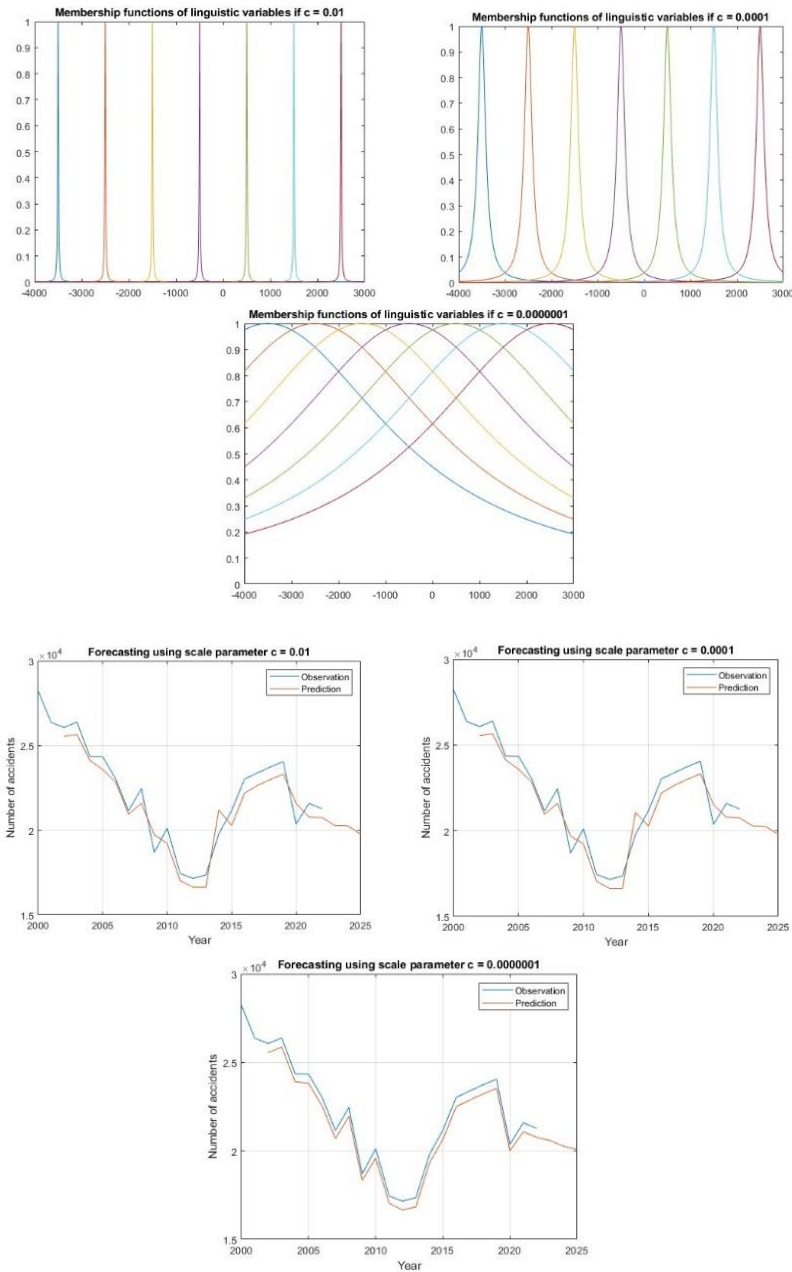 Membership functions of linguistic variables if c = 0.01
1
0.9
0.8
0.7
0.6
0.5
0.4
0.3
0.2
0.1
0
-4000 -3000 -2000 -1000 0 1000 2000 3000
Membership functions of linguistic variables if c = 0.0001
1
0.9
0.8
0.7
0.6
0.5
0.4
0.3
0.2
0.1
0
-4000 -3000 -2000 -1000 0 1000 2000 3000
Membership functions of linguistic variables if c = 0.0000001
1
0.9
0.8
0.7
0.6
0.5
0.4
0.3
0.2
0.1
0
-4000 -3000 -2000 -1000 0 1000 2000 3000
Forecasting using scale parameter c = 0.01
×10⁴
3
2.5
2
1.5
Number of accidents
Observation
Prediction
2000 2005 2010 2015 2020 2025
Year
Forecasting using scale parameter c = 0.0001
×10⁴
3
2.5
2
1.5
Number of accidents
Observation
Prediction
2000 2005 2010 2015 2020 2025
Year
Forecasting using scale parameter c = 0.0000001
×10⁴
3
2.5
2
1.5
Number of accidents
Observation
Prediction
2000 2005 2010 2015 2020 2025
Year